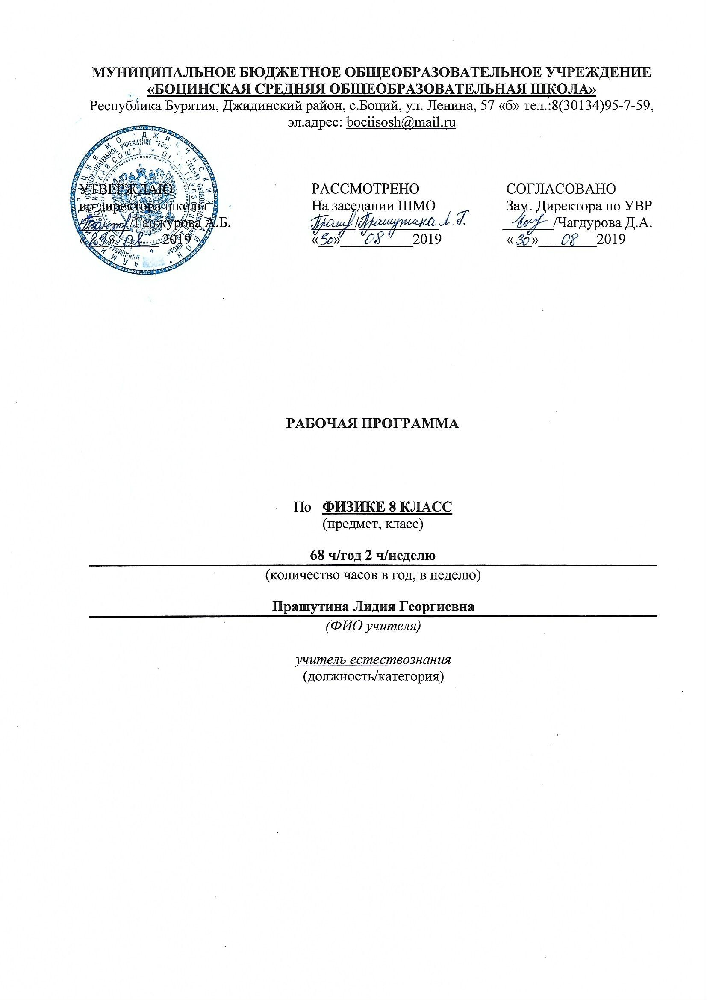 МУНИЦИПАЛЬНОЕ БЮДЖЕТНОЕ ОБЩЕОБРАЗОВАТЕЛЬНОЕ УЧРЕЖДЕНИЕ
«БОЦИНСКАЯ СРЕДНЯЯ ОБЩЕОБРАЗОВАТЕЛЬНАЯ ШКОЛА»
Республика Бурятия, Джидинский район, с.Боций, ул. Ленина, 57 «б» тел.:8(30134)95-7-59,
эл.адрес: bociisosh@mail.ru
УТВЕРЖДАЮ
ио директора школы
/Ганжурова А.Б.
«29» 08 2019
РАССМОТРЕНО
На заседании ШМО
/Прашутина Л.Г.
«30» 08 2019
СОГЛАСОВАНО
Зам. Директора по УВР
/Чагдурова Д.А.
«30» 08 2019
РАБОЧАЯ ПРОГРАММА
По ФИЗИКЕ 8 КЛАСС
(предмет, класс)
68 ч/год 2 ч/неделю
(количество часов в год, в неделю)
Прашутина Лидия Георгиевна
(ФИО учителя)
учитель естествознания
(должность/категория)